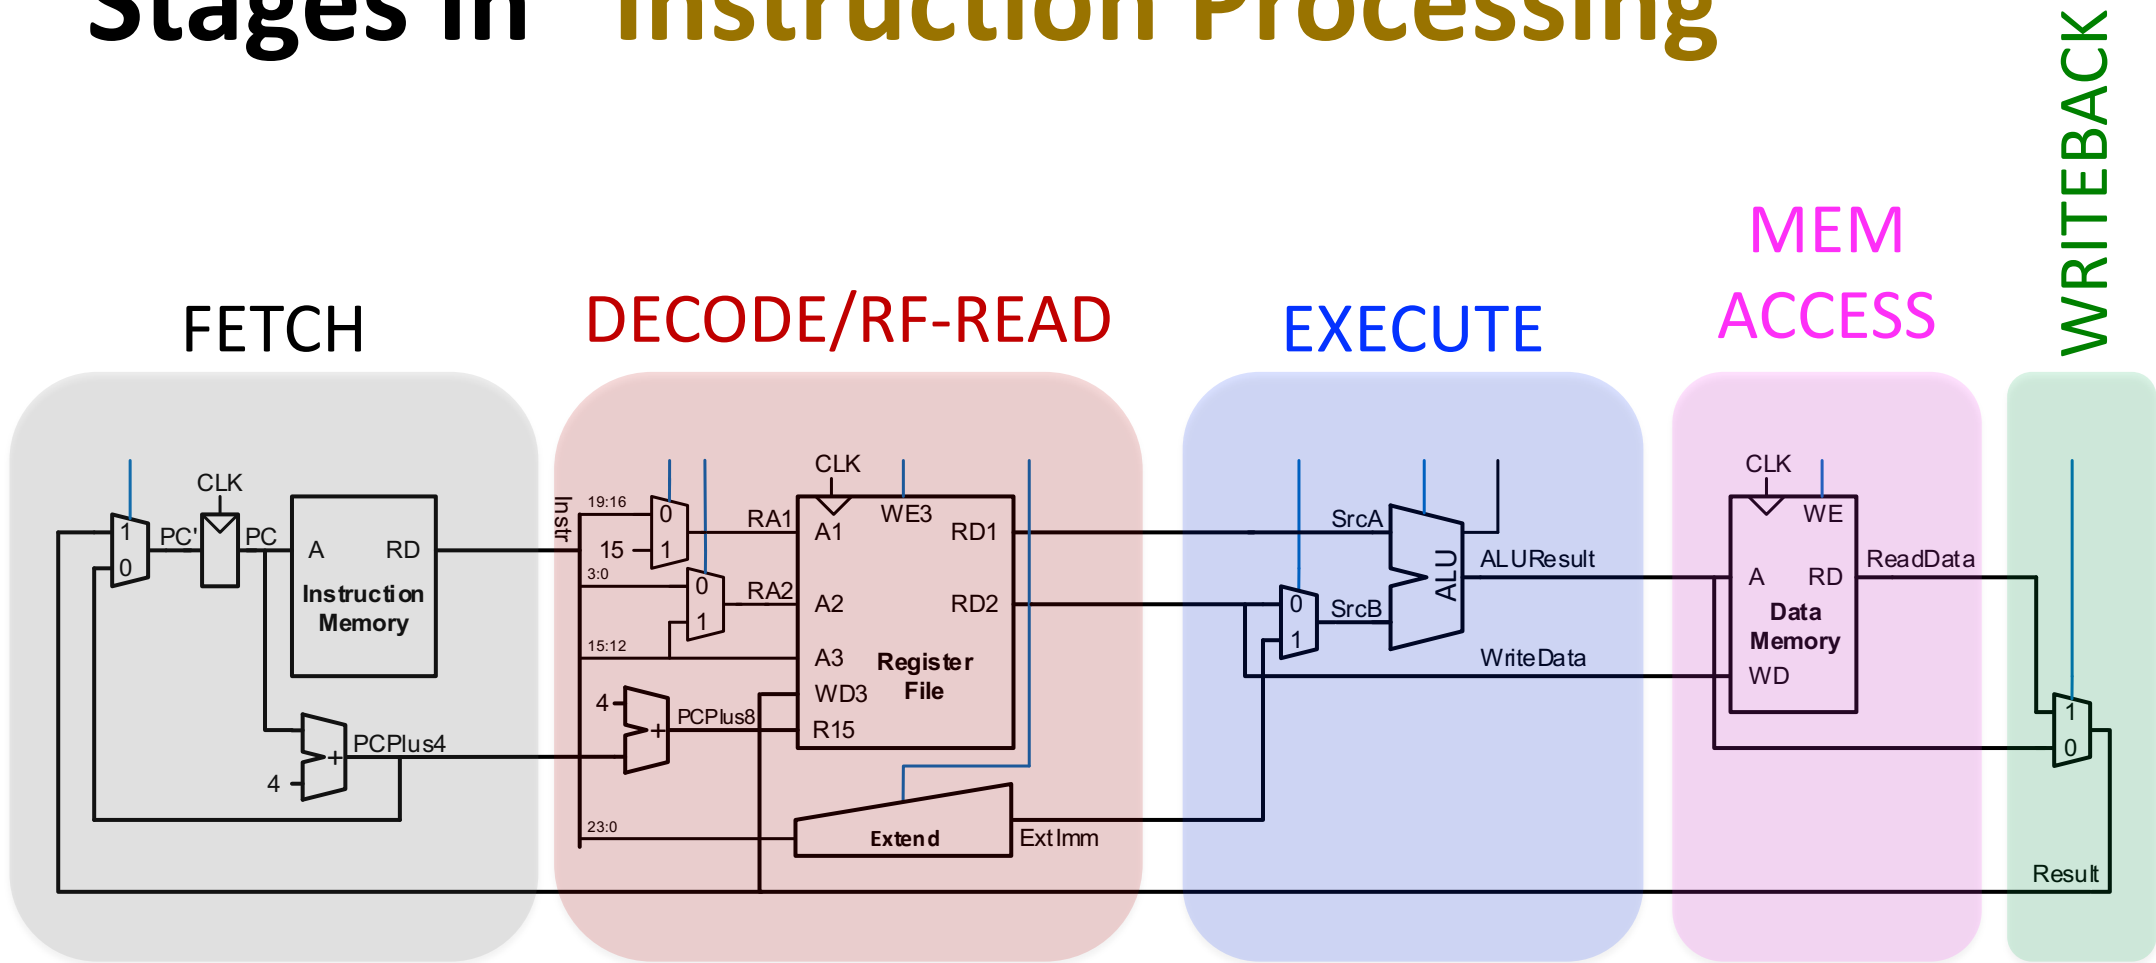 Stages in Instruction Processing
FETCH
DECODE/RF-READ
EXECUTE
MEM
ACCESS
WRITEBACK
1
0
PC'
CLK
PC
A
RD
Instruction
Memory
PCPlus4
+
4
Instr
19:16
0
15
1
RA1
3:0
0
1
RA2
15:12
4
+
PCPlus8
23:0
CLK
WE3
A1
RD1
A2
RD2
A3
Register
File
WD3
R15
Extend
ExtImm
0
1
SrcA
SrcB
ALU
ALUResult
WriteData
CLK
WE
A
RD
Data
Memory
WD
ReadData
1
0
Result